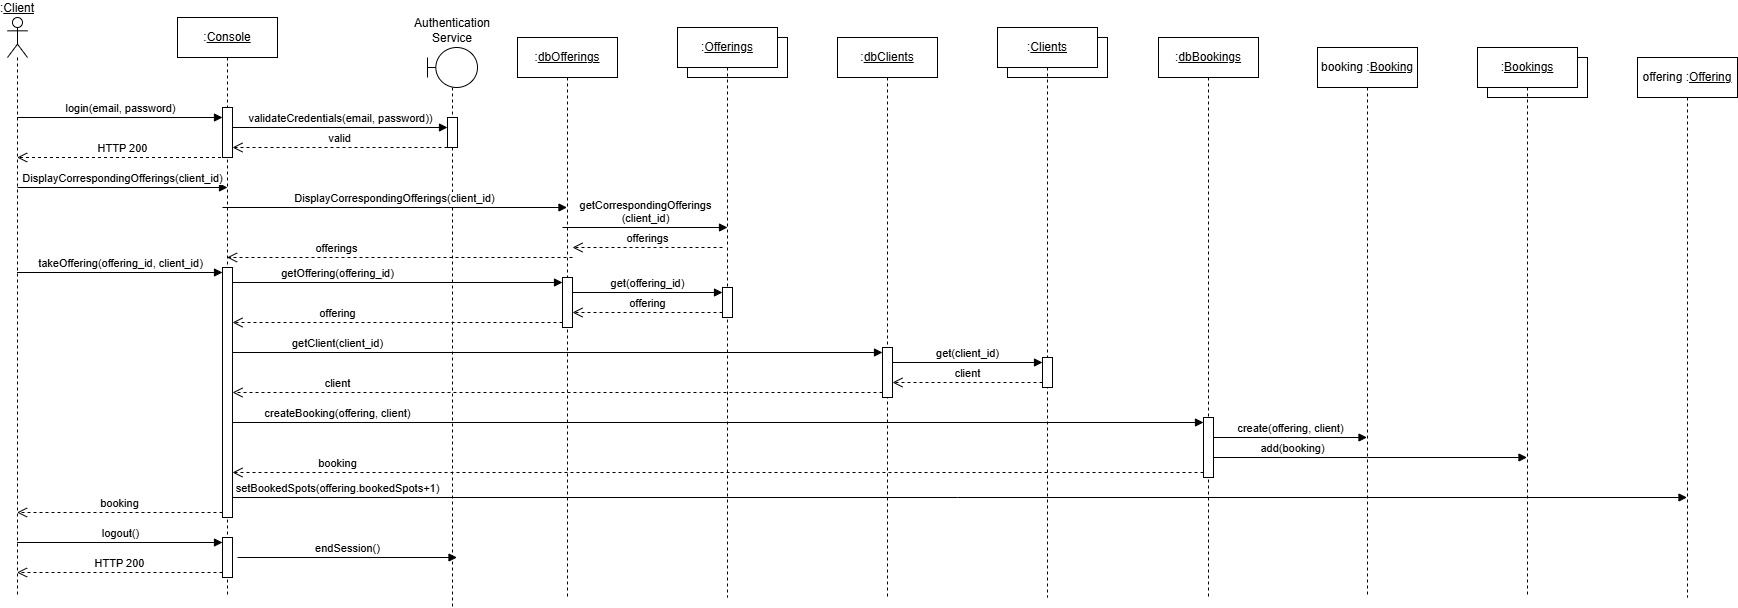 :Client
:Console
Authentication
Service
:dbOfferings
:Offerings
:dbClients
:Clients
:dbBookings
booking :Booking
:Bookings
offering :Offering
login(email, password)
validateCredentials(email, password))
valid
HTTP 200
DisplayCorrespondingOfferings(client_id)
DisplayCorrespondingOfferings(client_id)
getCorrespondingOfferings
(client_id)
offerings
offerings
takeOffering(offering_id, client_id)
getOffering(offering_id)
get(offering_id)
offering
offering
getClient(client_id)
get(client_id)
client
client
createBooking(offering, client)
create(offering, client)
add(booking)
booking
setBookedSpots(offering.bookedSpots+1)
booking
logout()
endSession()
HTTP 200